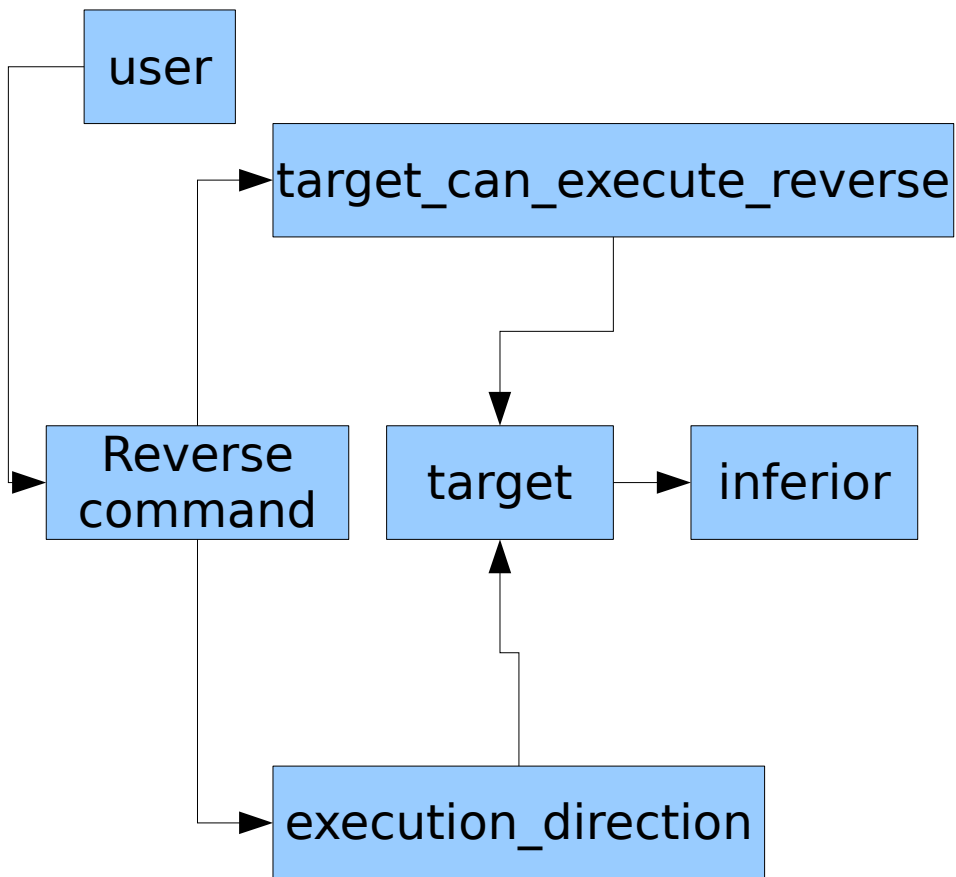 user
target_can_execute_reverse
Reverse
command
target
inferior
execution_direction